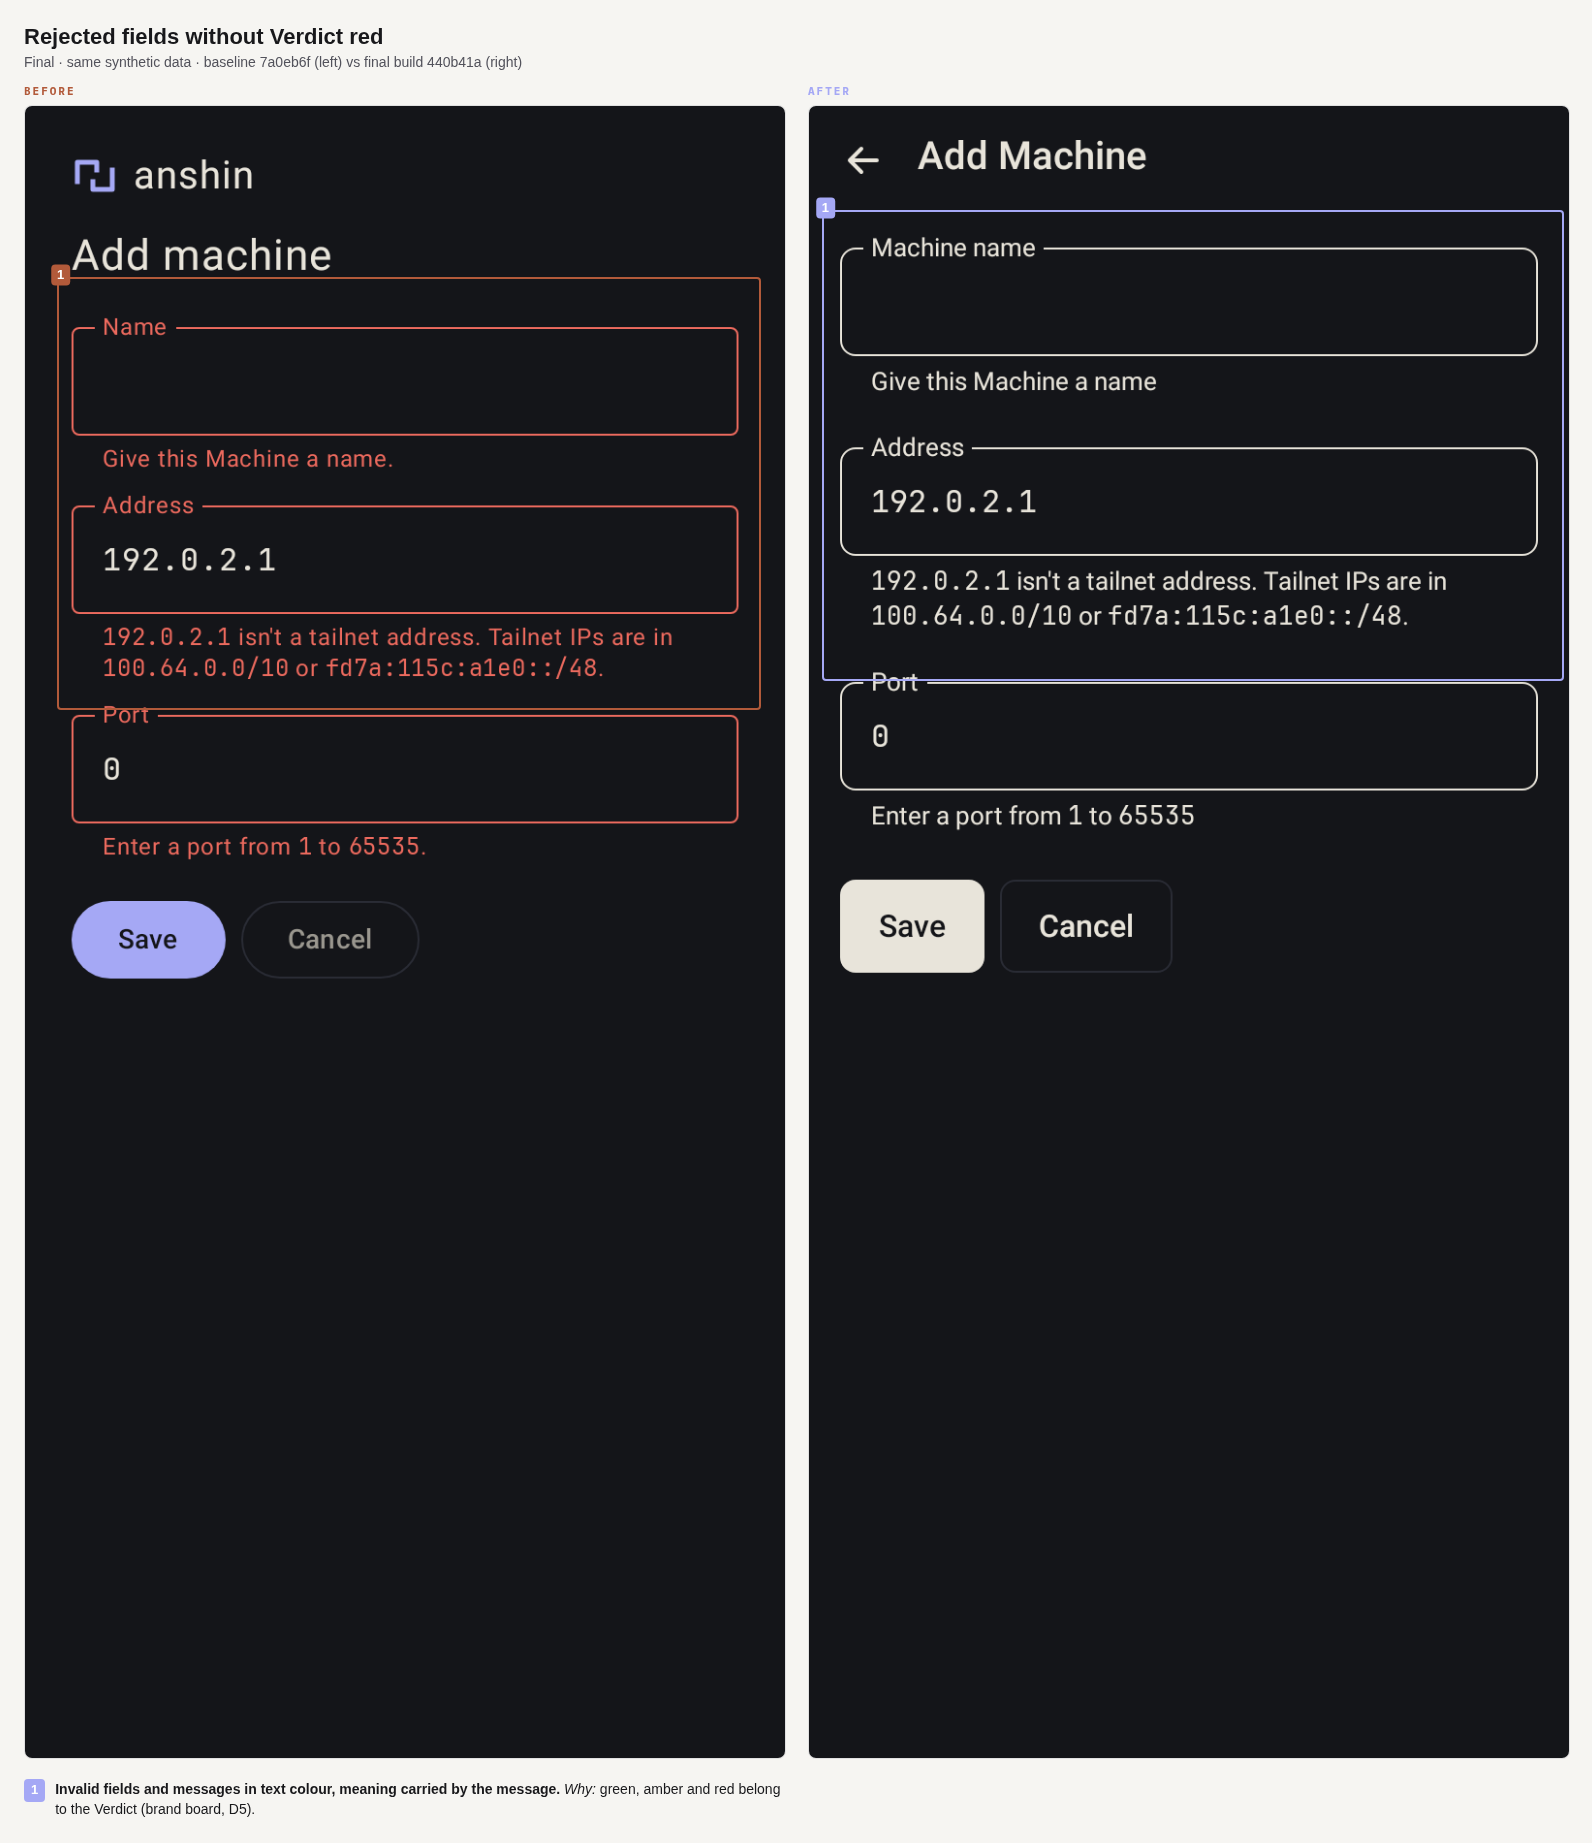 Rejected fields without Verdict red
Final · same synthetic data · baseline 7a0eb6f (left) vs final build 440b41a (right)
BEFORE
anshin
Add machine
1
Name
Give this Machine a name.
Address
192.0.2.1
192.0.2.1 isn't a tailnet address. Tailnet IPs are in
100.64.0.0/10 or fd7a:115c:a1e0::/48.
Port
0
Enter a port from 1 to 65535.
Save
Cancel
AFTER
Add Machine
1
Machine name
Give this Machine a name
Address
192.0.2.1
192.0.2.1 isn't a tailnet address. Tailnet IPs are in
100.64.0.0/10 or fd7a:115c:a1e0::/48.
Port
0
Enter a port from 1 to 65535
Save
Cancel
1
Invalid fields and messages in text colour, meaning carried by the message. Why: green, amber and red belong
to the Verdict (brand board, D5).